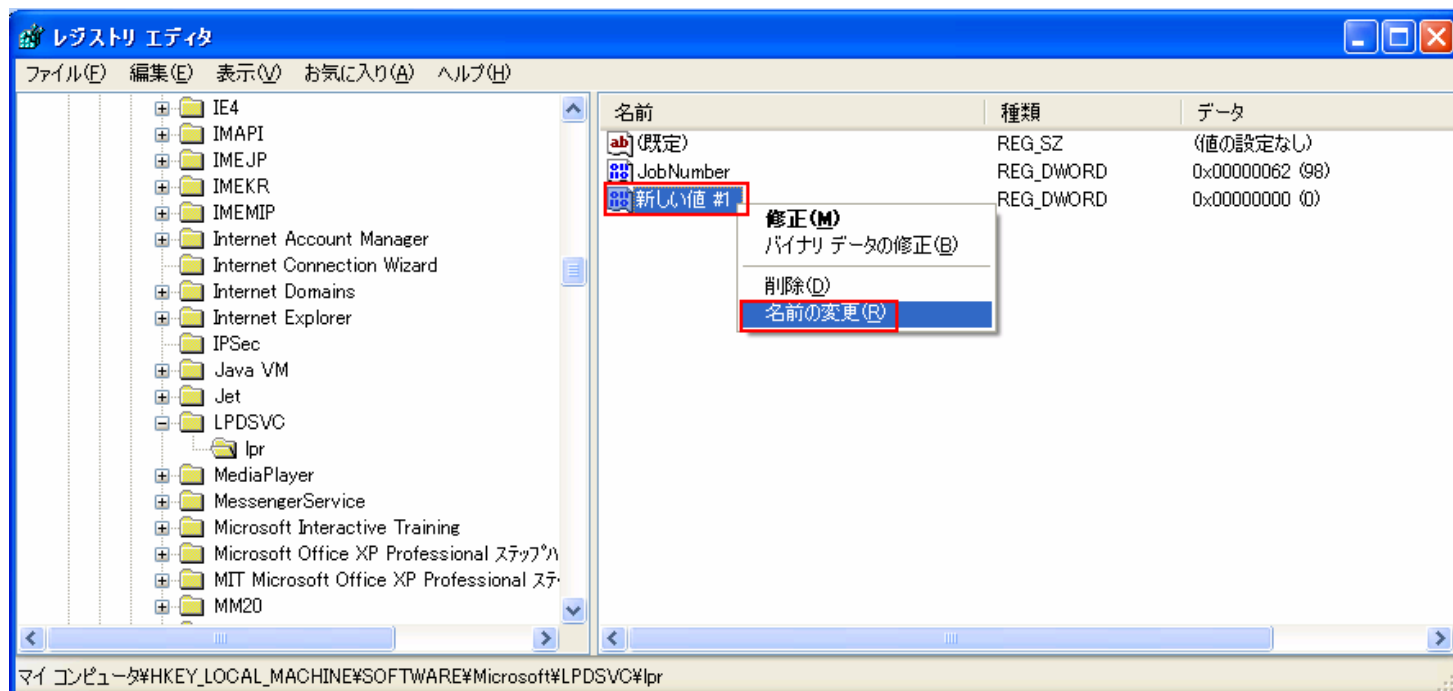 レジストリ エディタ
ファイル(F) 編集(E) 表示(V) お気に入り(A) ヘルプ(H)
IE4
IMAPI
IMEJP
IMEKR
IMEMIP
Internet Account Manager
Internet Connection Wizard
Internet Domains
Internet Explorer
IPSec
Java VM
Jet
LPDSVC
lpr
MediaPlayer
MessengerService
Microsoft Interactive Training
Microsoft Office XP Professional ステップハ
MIT Microsoft Office XP Professional ステ
MM20
名前 種類 データ
(既定) REG_SZ (値の設定なし)
JobNumber REG_DWORD 0x00000062 (98)
新しい値 #1 REG_DWORD 0x00000000 (0)
修正(M)
バイナリ データの修正(B)
削除(D)
名前の変更(R)
マイ コンピュータ¥HKEY_LOCAL_MACHINE¥SOFTWARE¥Microsoft¥LPDSVC¥lpr